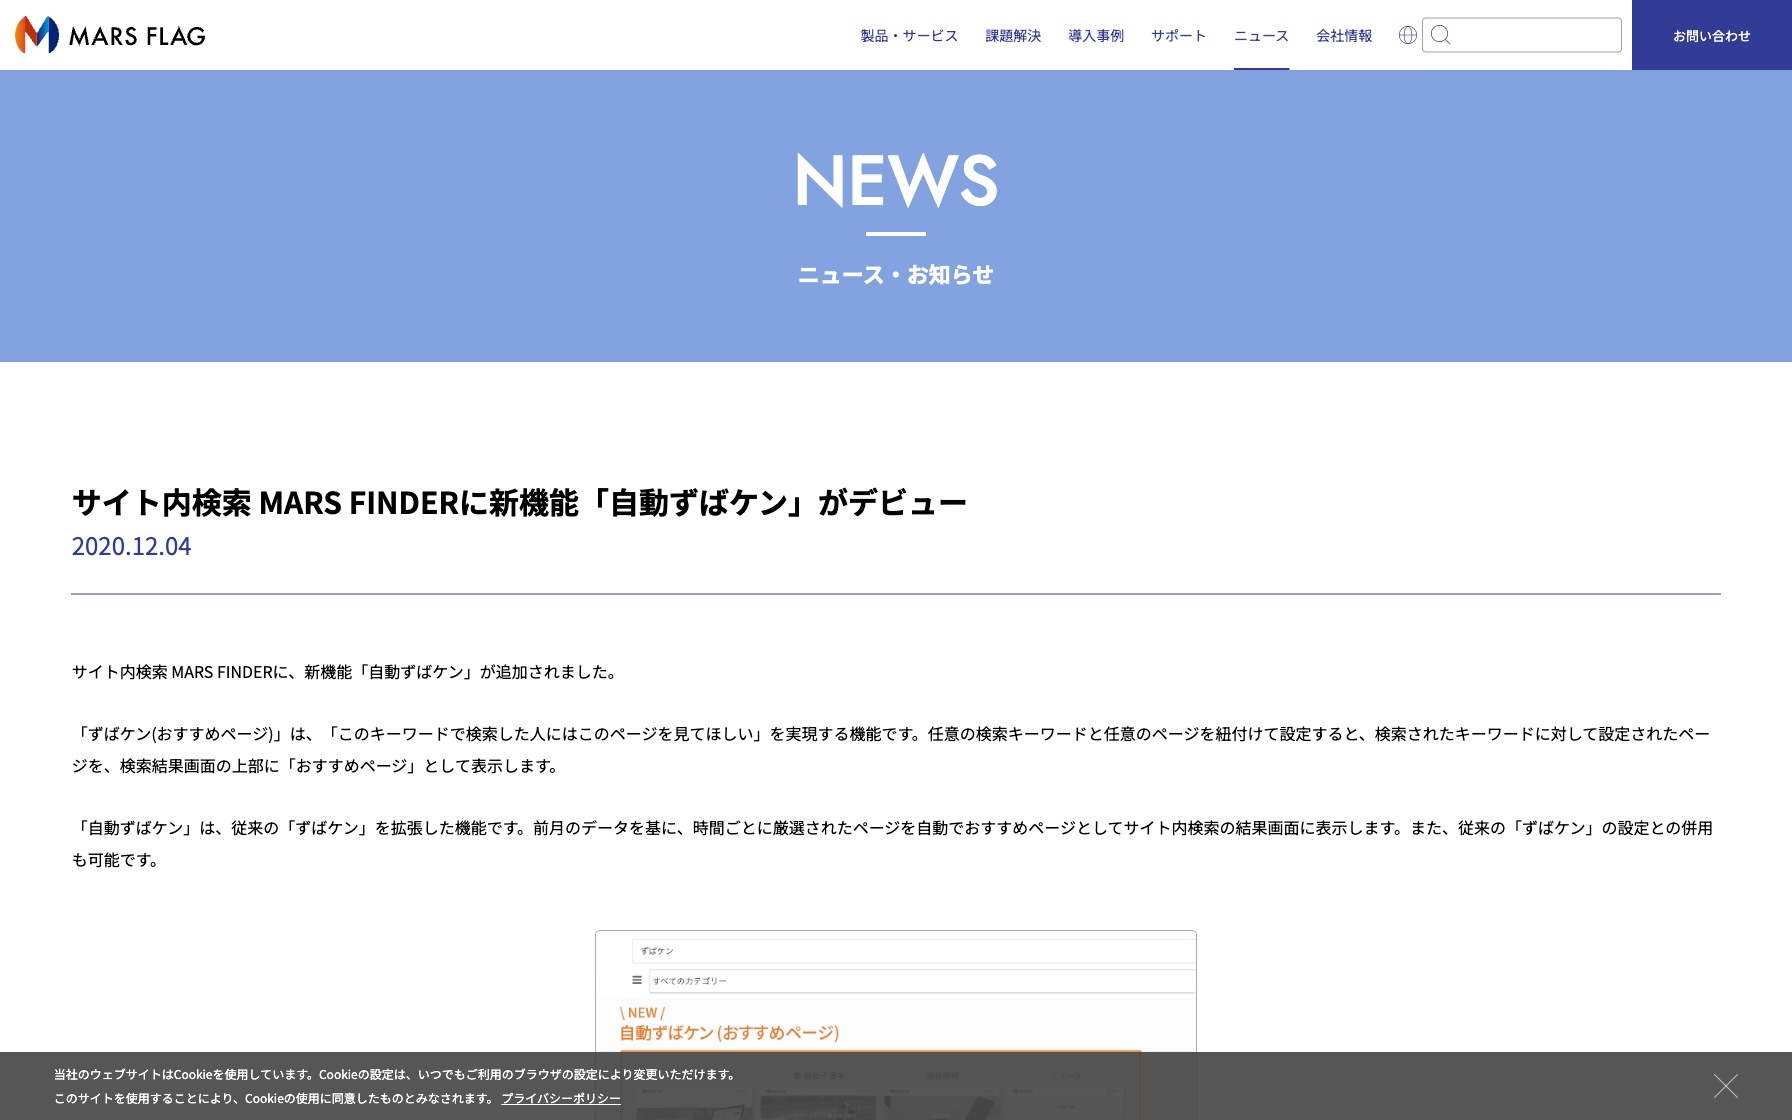 MARS FLAG
製品・サービス 課題解決 導入事例 サポート ニュース 会社情報 お問い合わせ
NEWS
ニュース・お知らせ
サイト内検索 MARS FINDERに新機能「自動ずばケン」がデビュー
2020.12.04
サイト内検索 MARS FINDERに、新機能「自動ずばケン」が追加されました。
「ずばケン(おすすめページ)」は、「このキーワードで検索した人にはこのページを見てほしい」を実現する機能です。任意の検索キーワードと任意のページを紐付けて設定すると、検索されたキーワードに対して設定されたペー
ジを、検索結果画面の上部に「おすすめページ」として表示します。
「自動ずばケン」は、従来の「ずばケン」を拡張した機能です。前月のデータを基に、時間ごとに厳選されたページを自動でおすすめページとしてサイト内検索の結果画面に表示します。また、従来の「ずばケン」の設定との併用
も可能です。
ずばケン
すべてのカテゴリー
\ NEW /
自動ずばケン (おすすめページ)
当社のウェブサイトはCookieを使用しています。Cookieの設定は、いつでもご利用のブラウザの設定により変更いただけます。
このサイトを使用することにより、Cookieの使用に同意したものとみなされます。 プライバシーポリシー